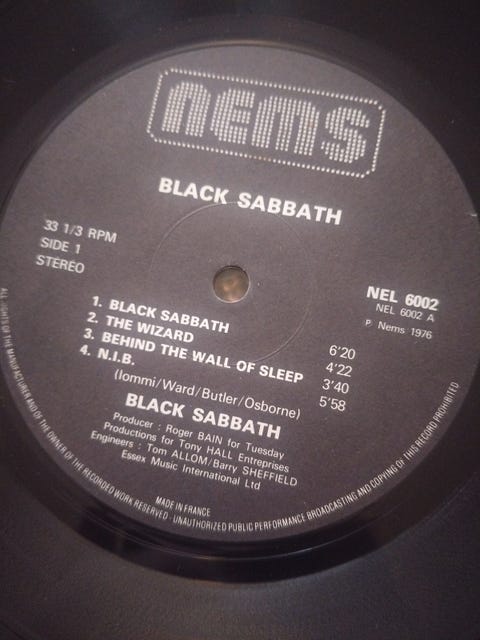 nems
BLACK SABBATH
33 1/3 RPM
SIDE 1
STÉRÉO
NEL 6002
NEL 6002 A
℗ Nems 1976
1. BLACK SABBATH 6'20
2. THE WIZARD 4'22
3. BEHIND THE WALL OF SLEEP 3'40
4. N.I.B. 5'58
(Iommi/Ward/Butler/Osborne)
BLACK SABBATH
Producer : Roger BAIN for Tuesday
Productions for Tony HALL Entreprises
Engineers : Tom ALLOM/Barry SHEFFIELD
Essex Music International Ltd
MADE IN FRANCE
ALL RIGHTS OF THE MANUFACTURER AND OF THE OWNER OF THE RECORDED WORK RESERVED - UNAUTHORIZED PUBLIC PERFORMANCE BROADCASTING AND COPYING OF THIS RECORD PROHIBITED